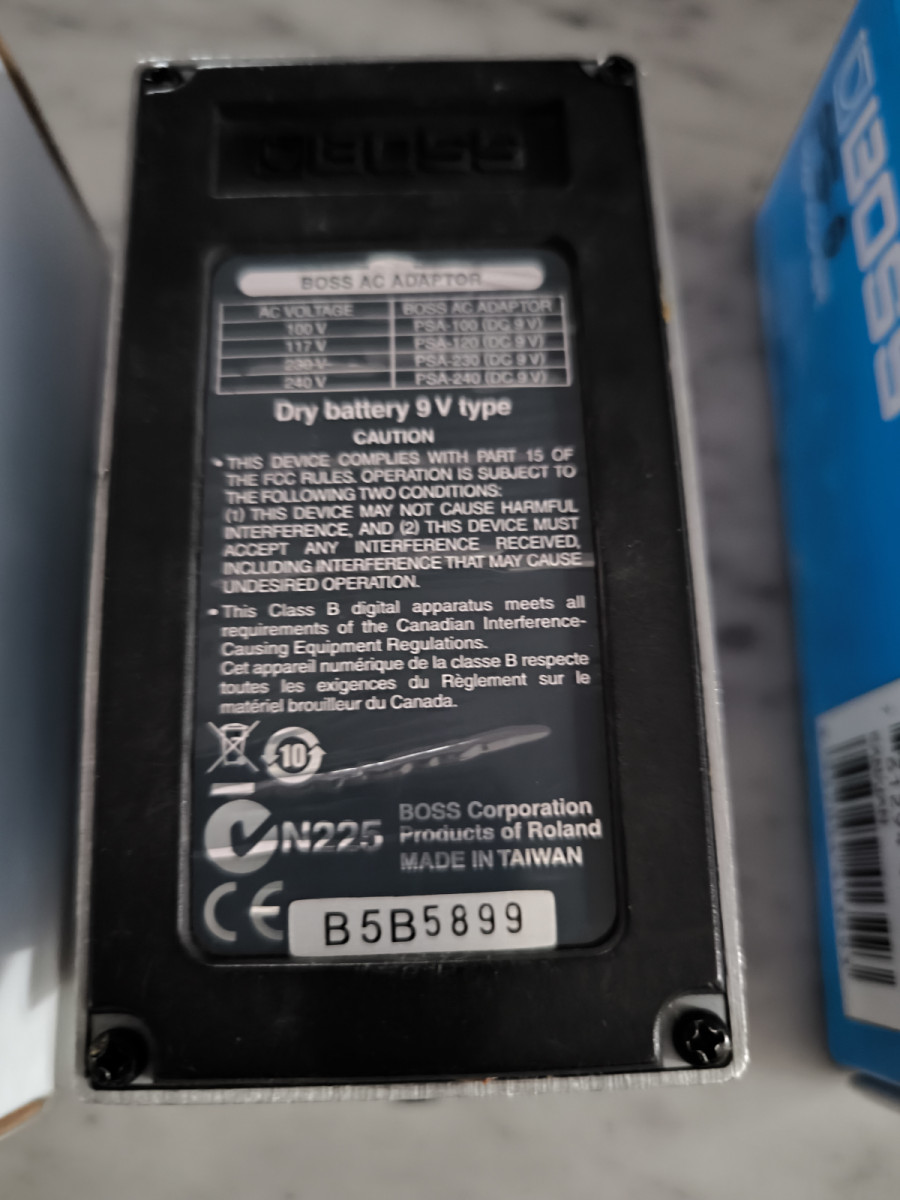 BOSS
BOSS AC ADAPTOR
AC VOLTAGE BOSS AC ADAPTOR
100 V PSA-100 (DC 9 V)
117 V PSA-120 (DC 9 V)
230 V PSA-230 (DC 9 V)
240 V PSA-240 (DC 9 V)
Dry battery 9 V type
CAUTION
• THIS DEVICE COMPLIES WITH PART 15 OF
THE FCC RULES. OPERATION IS SUBJECT TO
THE FOLLOWING TWO CONDITIONS:
(1) THIS DEVICE MAY NOT CAUSE HARMFUL
INTERFERENCE, AND (2) THIS DEVICE MUST
ACCEPT ANY INTERFERENCE RECEIVED,
INCLUDING INTERFERENCE THAT MAY CAUSE
UNDESIRED OPERATION.
• This Class B digital apparatus meets all
requirements of the Canadian Interference-
Causing Equipment Regulations.
Cet appareil numérique de la classe B respecte
toutes les exigences du Règlement sur le
matériel brouilleur du Canada.
10
N225
BOSS Corporation
Products of Roland
MADE IN TAIWAN
CE
B5B5899
BOSS